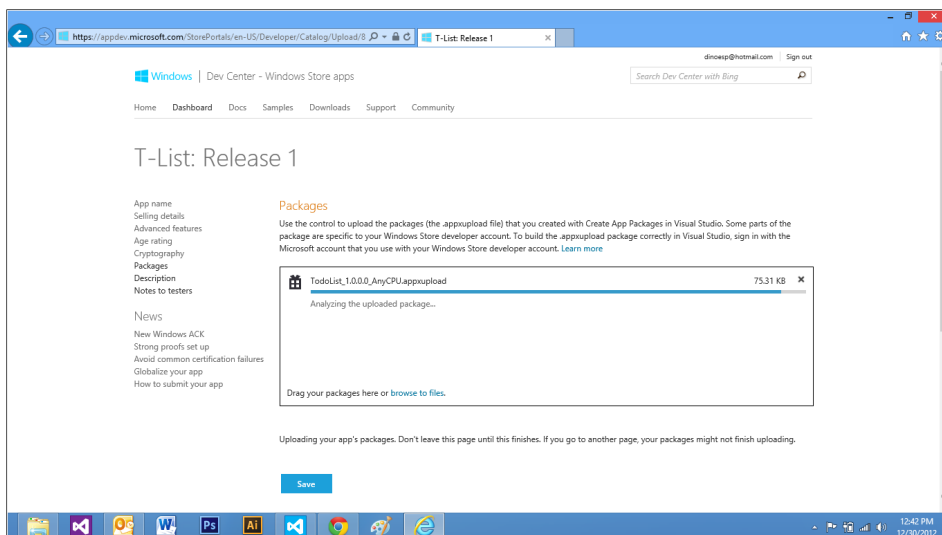 https://appdev.microsoft.com/StorePortals/en-US/Developer/Catalog/Upload/8
T-List: Release 1
dinoesp@hotmail.com Sign out
Windows | Dev Center - Windows Store apps
Search Dev Center with Bing
Home Dashboard Docs Samples Downloads Support Community
T-List: Release 1
App name
Selling details
Advanced features
Age rating
Cryptography
Packages
Description
Notes to testers
News
New Windows ACK
Strong proofs set up
Avoid common certification failures
Globalize your app
How to submit your app
Packages
Use the control to upload the packages (the .appxupload file) that you created with Create App Packages in Visual Studio. Some parts of the
package are specific to your Windows Store developer account. To build the .appxupload package correctly in Visual Studio, sign in with the
Microsoft account that you use with your Windows Store developer account. Learn more
TodoList_1.0.0.0_AnyCPU.appxupload 75.31 KB
Analyzing the uploaded package...
Drag your packages here or browse to files.
Uploading your app's packages. Don't leave this page until this finishes. If you go to another page, your packages might not finish uploading.
Save
Ps
Ai
12:42 PM
12/30/2012